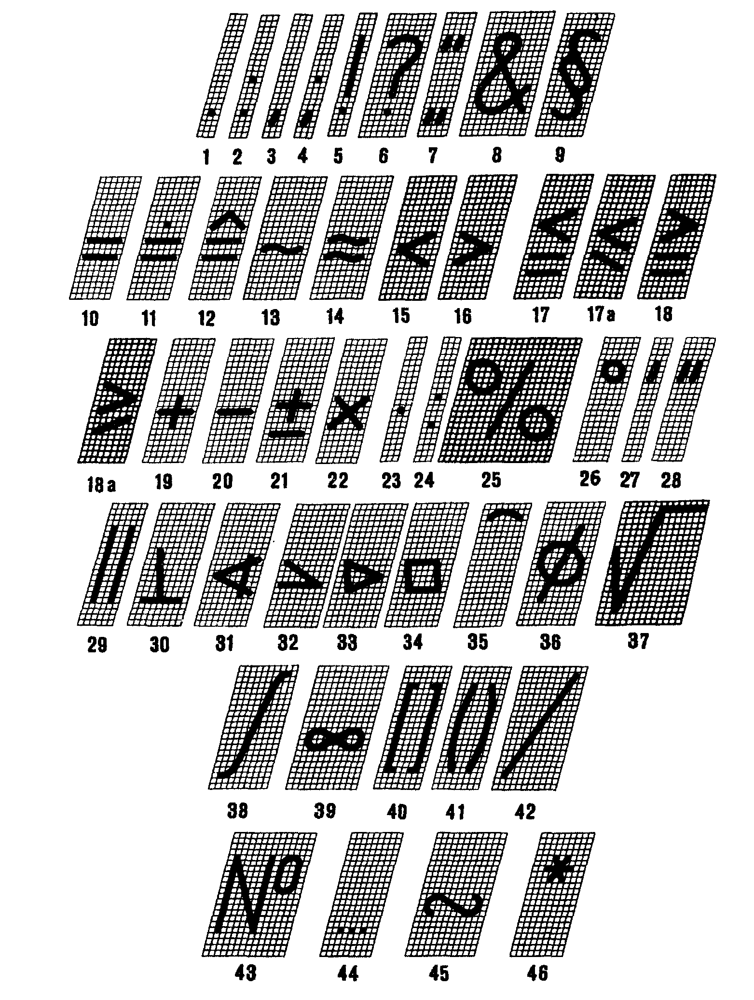 . : , ; ! ? " „ & §
1 2 3 4 5 6 7 8 9
= ≐ ≙ ~ ≈ < > ≦ ⩽ ≧
10 11 12 13 14 15 16 17 17a 18
⩾ + − ± × · : % ° ′ ″
18a 19 20 21 22 23 24 25 26 27 28
∥ ⊥ ∢ > ▷ □ ⌒ ⌀ √
29 30 31 32 33 34 35 36 37
∫ ∞ [] () /
38 39 40 41 42
№ ... ∾ *
43 44 45 46